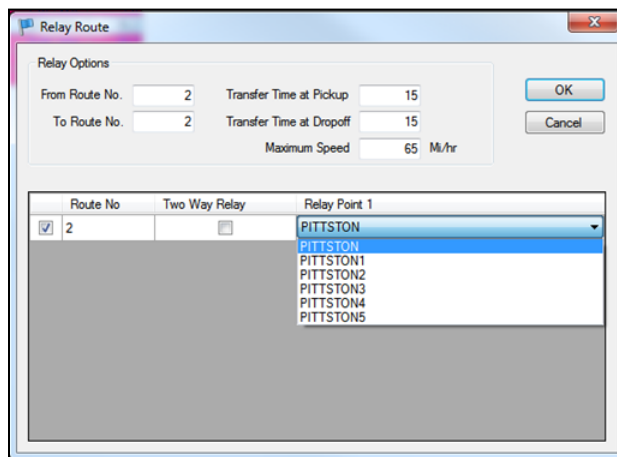 Relay Route
Relay Options
From Route No. 2 Transfer Time at Pickup 15
To Route No. 2 Transfer Time at Dropoff 15
Maximum Speed 65 Mi/hr
OK
Cancel
Route No Two Way Relay Relay Point 1
2 PITTSTON
PITTSTON
PITTSTON1
PITTSTON2
PITTSTON3
PITTSTON4
PITTSTON5